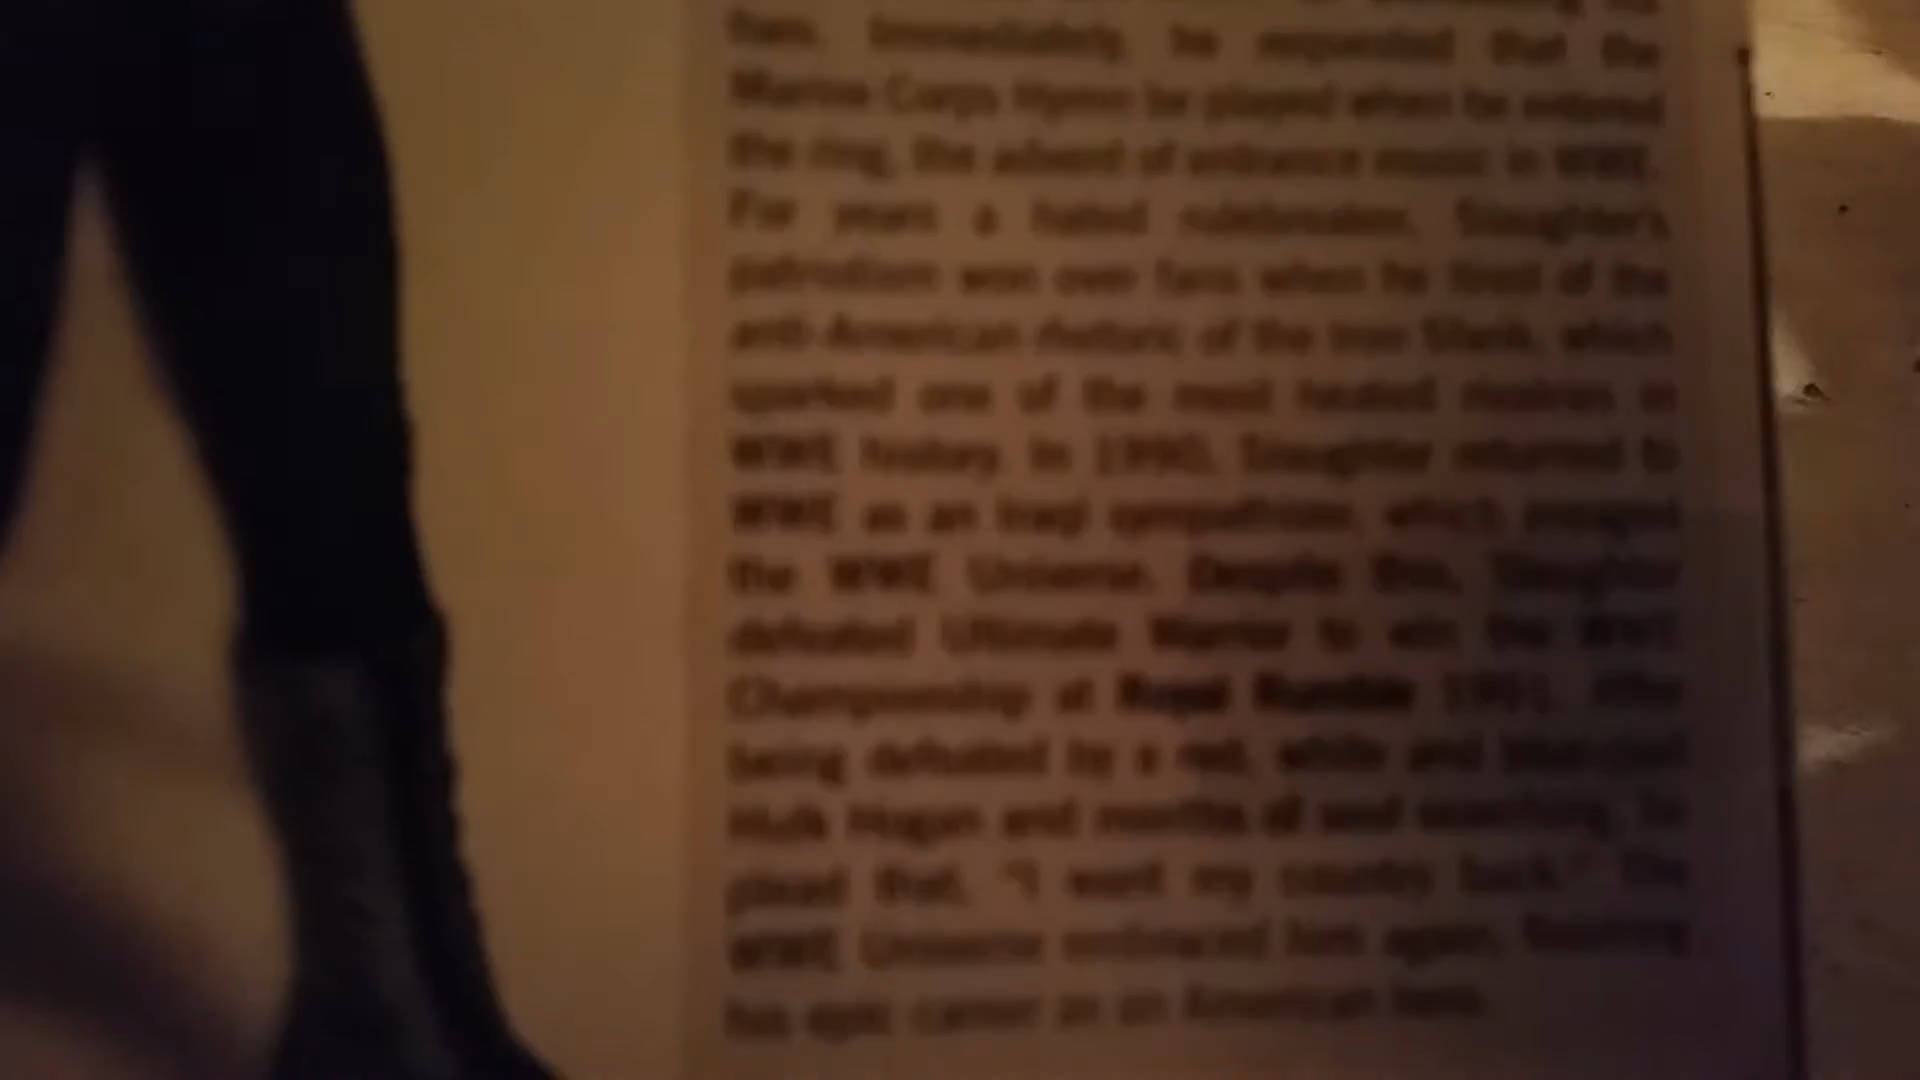 fans. Immediately, he requested that the
Marine Corps Hymn be played when he entered
the ring, the advent of entrance music in WWE.
For years a hated rulebreaker, Slaughter's
patriotism won over fans when he tired of the
anti-American rhetoric of the Iron Sheik, which
sparked one of the most heated rivalries in
WWE history. In 1990, Slaughter returned to
WWE as an Iraqi sympathizer, which enraged
the WWE Universe. Despite this, Slaughter
defeated Ultimate Warrior to win the WWE
Championship at Royal Rumble 1991. After
being defeated by a red, white and
Hulk Hogan and months of soul searching,
plead that, "I want my country back." The
WWE Universe embraced him again,
his epic career as an American hero.